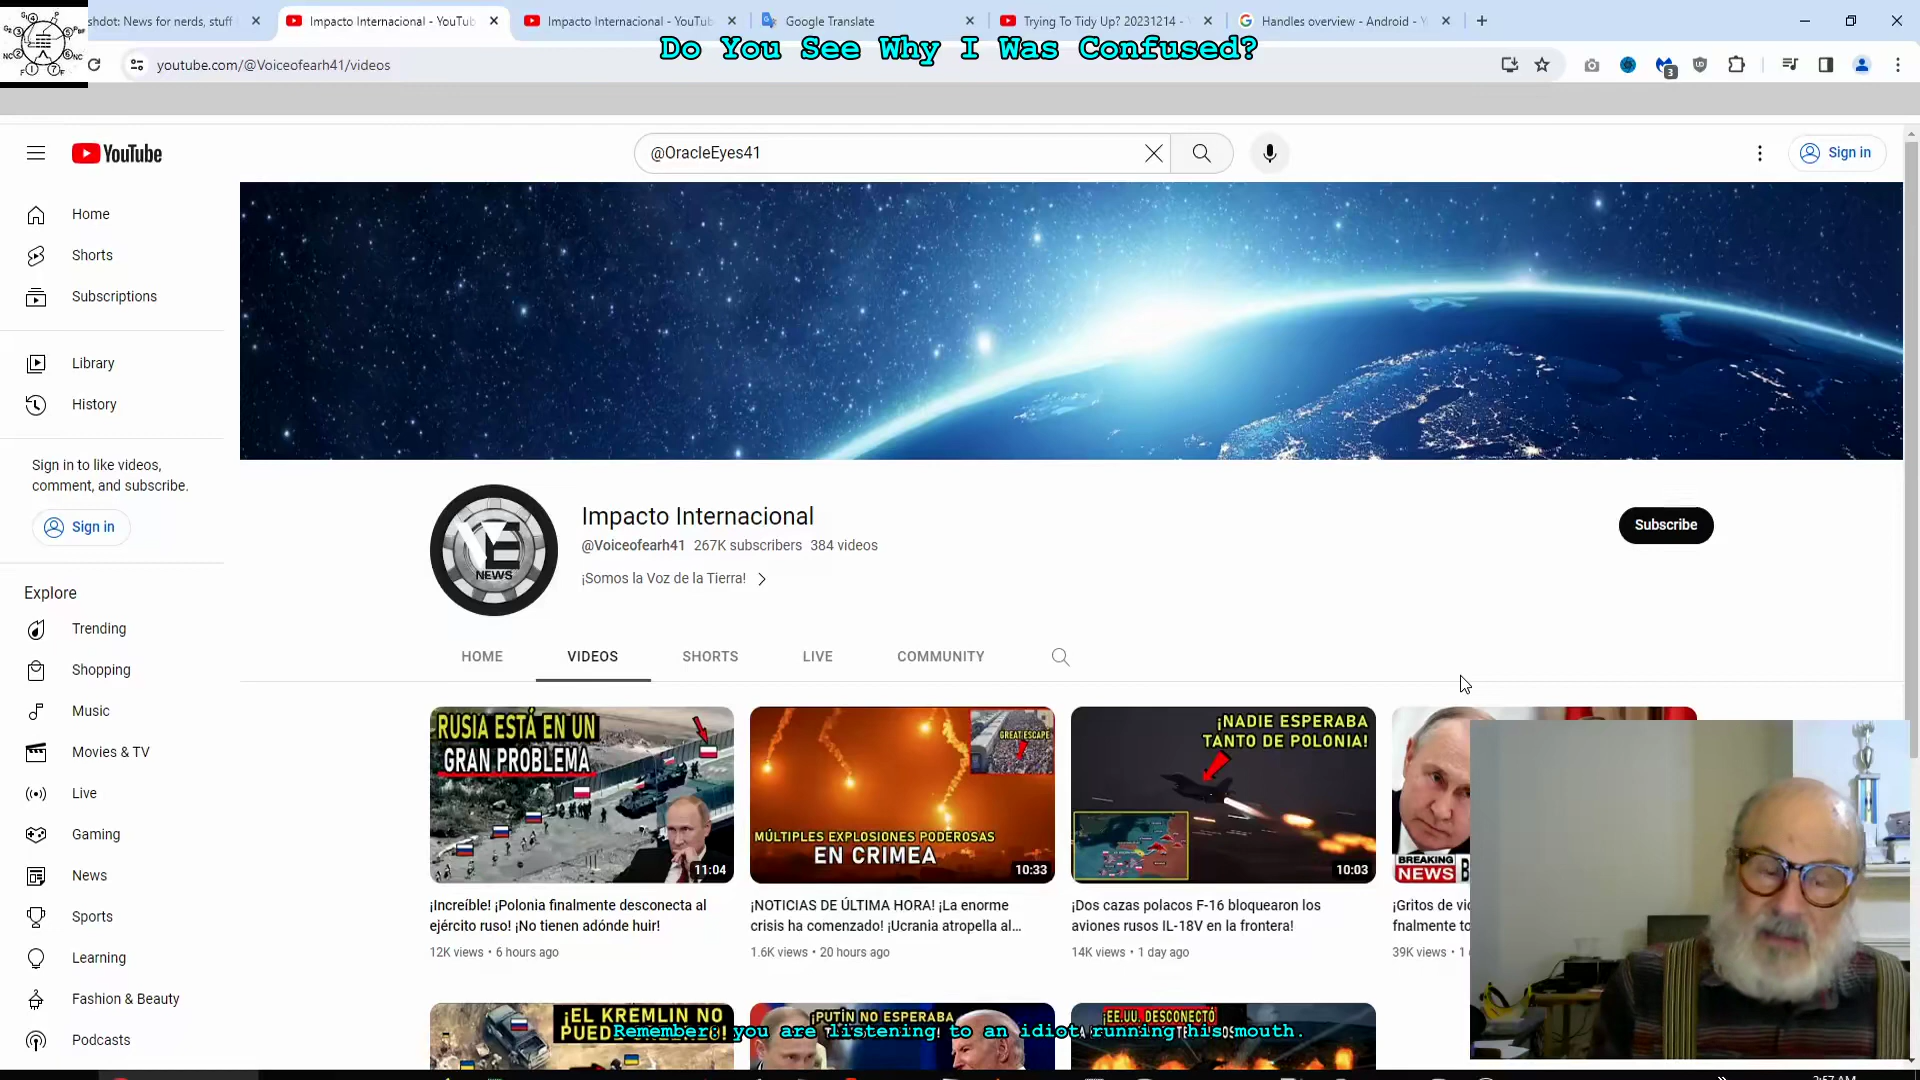 shdot: News for nerds, stuff
Impacto Internacional - YouTub
Impacto Internacional - YouTub
Google Translate
Trying To Tidy Up? 20231214 -
Handles overview - Android -
Do You See Why I Was Confused?
youtube.com/@Voiceofearh41/videos
3
YouTube
@OracleEyes41
Sign in
Home
Shorts
Subscriptions
Library
History
Sign in to like videos,
comment, and subscribe.
Sign in
Explore
Trending
Shopping
Music
Movies & TV
Live
Gaming
News
Sports
Learning
Fashion & Beauty
Podcasts
VE
NEWS
Impacto Internacional
@Voiceofearh41 267K subscribers 384 videos
¡Somos la Voz de la Tierra!
Subscribe
HOME
VIDEOS
SHORTS
LIVE
COMMUNITY
RUSIA ESTÁ EN UN
GRAN PROBLEMA
11:04
¡Increíble! ¡Polonia finalmente desconecta al
ejército ruso! ¡No tienen adónde huir!
12K views • 6 hours ago
GREAT ESCAPE
MÚLTIPLES EXPLOSIONES PODEROSAS
EN CRIMEA
10:33
¡NOTICIAS DE ÚLTIMA HORA! ¡La enorme
crisis ha comenzado! ¡Ucrania atropella al...
1.6K views • 20 hours ago
¡NADIE ESPERABA
TANTO DE POLONIA!
10:03
¡Dos cazas polacos F-16 bloquearon los
aviones rusos IL-18V en la frontera!
14K views • 1 day ago
BREAKING
NEWS
¡Gritos de vic
fnalmente to
39K views • 1
¡EL KREMLIN NO
¡PUTÍN NO ESPERABA
¡EE.UU. DESCONECTÓ
Remember: you are listening to an idiot running his mouth.